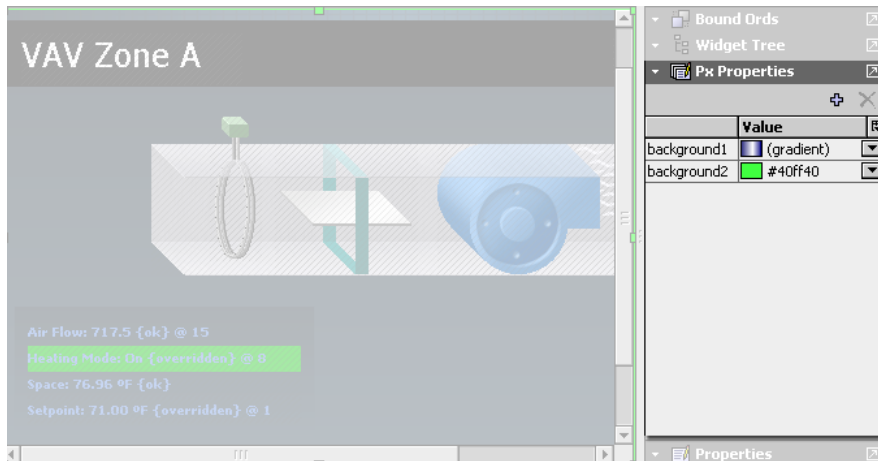 VAV Zone A
Air Flow: 717.5 {ok} @ 15
Heating Mode: On {overridden} @ 8
Space: 76.96 ºF {ok}
Setpoint: 71.00 ºF {overridden} @ 1
Bound Ords
Widget Tree
Px Properties
Value
background1 (gradient)
background2 #40ff40
Properties